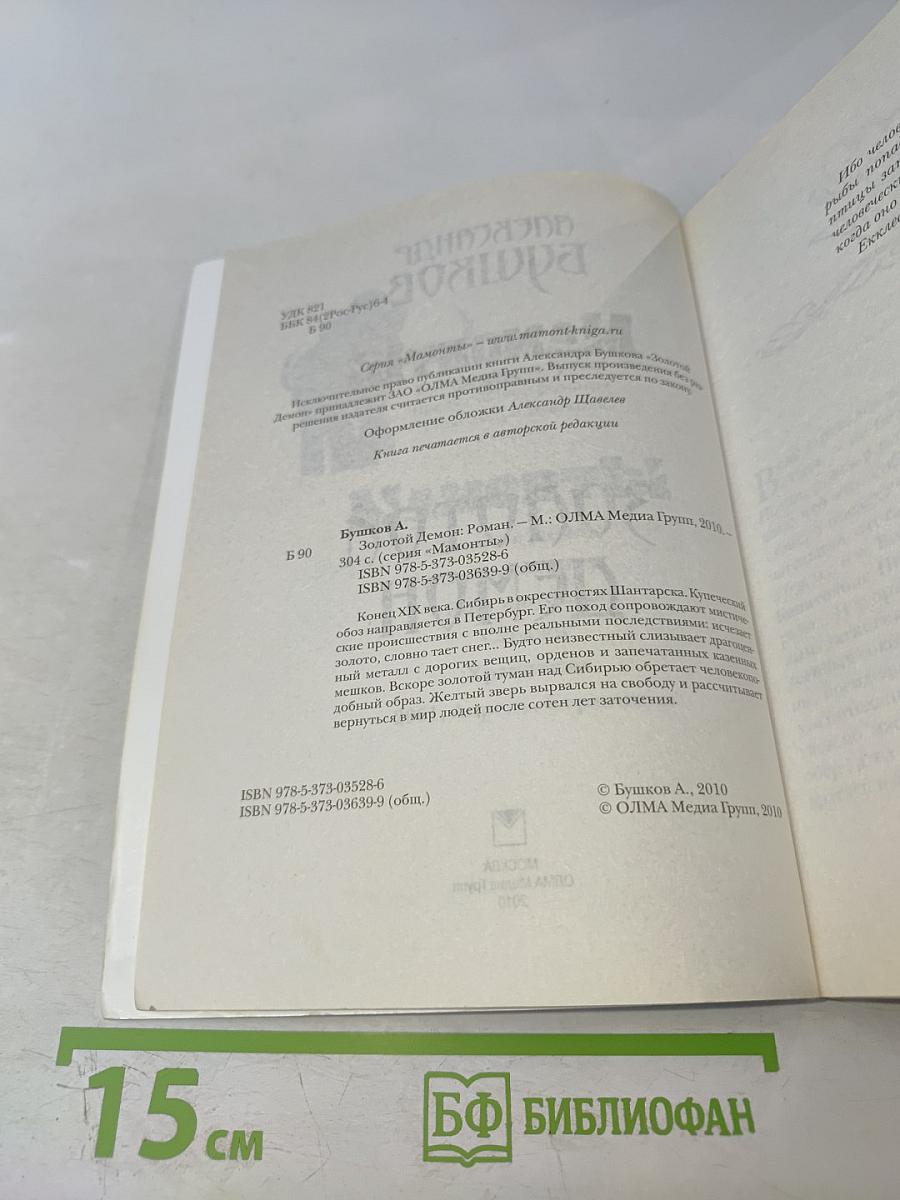 УДК 821
ББК 84(2Рос-Рус)6-4
Б 90
Серия «Мамонты» – www.mamont-kniga.ru
Исключительное право публикации книги Александра Бушкова «Золотой
Демон» принадлежит ЗАО «ОЛМА Медиа Групп». Выпуск произведения без раз-
решения издателя считается противоправным и преследуется по закону.
Оформление обложки Александр Щавелев
Книга печатается в авторской редакции
Бушков А.
Б 90 Золотой Демон: Роман. — М.: ОЛМА Медиа Групп, 2010. –
304 с. (серия «Мамонты»)
ISBN 978-5-373-03528-6
ISBN 978-5-373-03639-9 (общ.)
Конец XIX века. Сибирь в окрестностях Шантарска. Купеческий
обоз направляется в Петербург. Его поход сопровождают мистиче-
ские происшествия с вполне реальными последствиями: исчезает
золото, словно тает снег... Будто неизвестный слизывает драгоцен-
ный металл с дорогих вещиц, орденов и запечатанных казенных
мешков. Вскоре золотой туман над Сибирью обретает человекопо-
добный образ. Желтый зверь вырвался на свободу и рассчитывает
вернуться в мир людей после сотен лет заточения.
ISBN 978-5-373-03528-6
ISBN 978-5-373-03639-9 (общ.)
© Бушков А., 2010
© ОЛМА Медиа Групп, 2010
Ибо
рыбы
птицы
когда оно
15 см
БФ БИБЛИОФАН